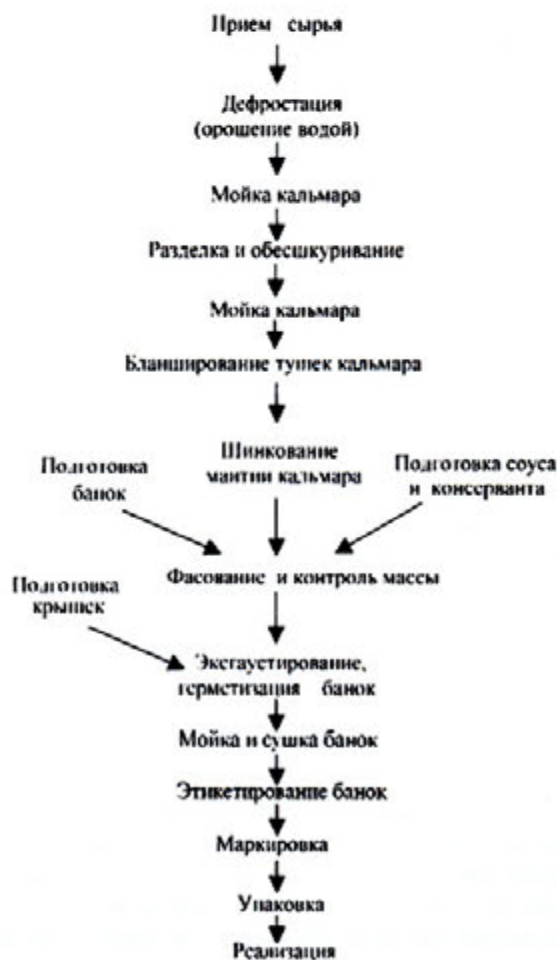 Прием сырья
Дефростация
(орошение водой)
Мойка кальмара
Разделка и обесшкуривание
Мойка кальмара
Бланширование тушек кальмара
Шинкование
мантии кальмара
Подготовка
банок
Подготовка соуса
и консерванта
Фасование и контроль массы
Подготовка
крышек
Эксгаустирование,
герметизация банок
Мойка и сушка банок
Этикетирование банок
Маркировка
Упаковка
Реализация